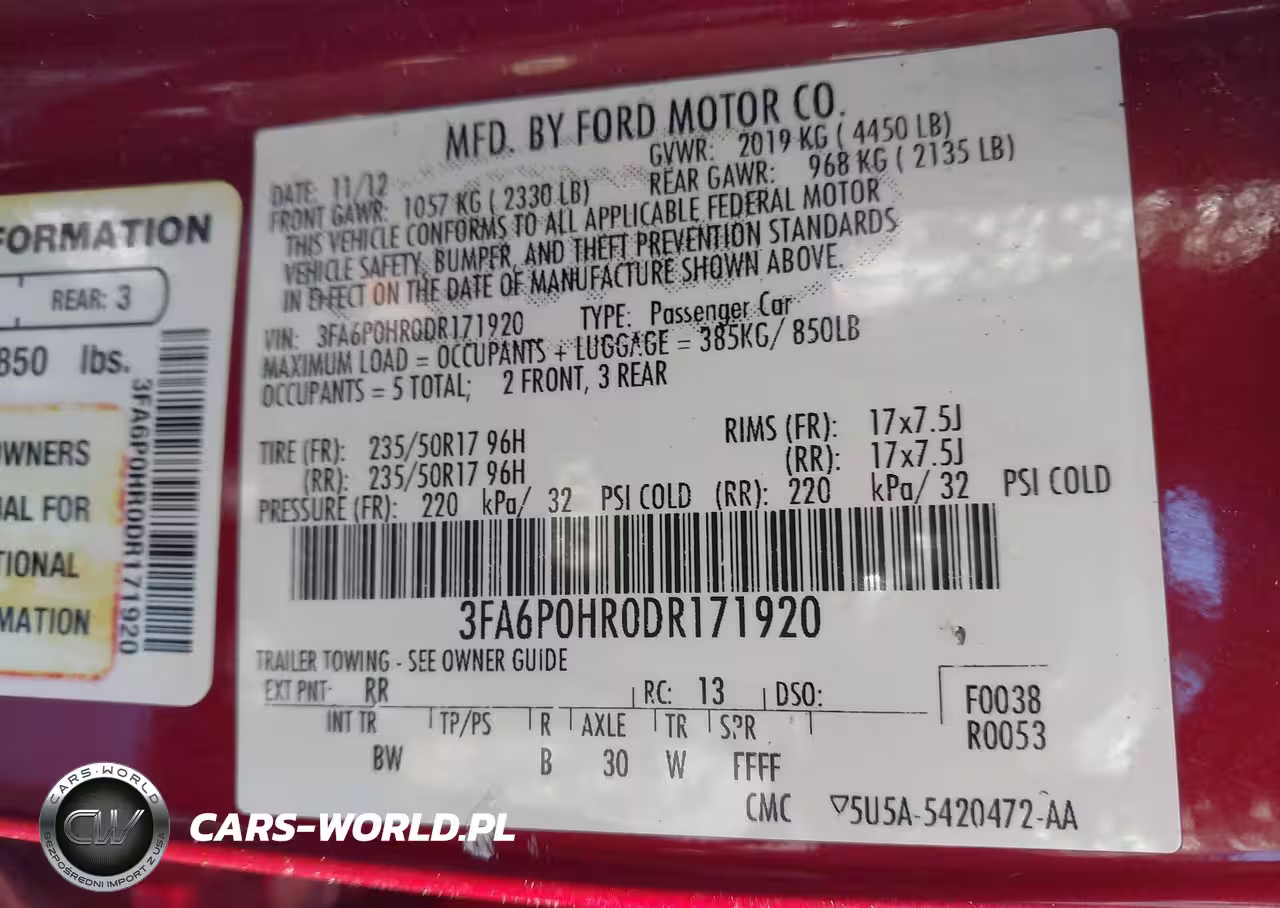 FORMATION
REAR: 3
850 lbs.
OWNERS
AL FOR
TIONAL
MATION
3FA6P0HR0DR171920
MFD. BY FORD MOTOR CO.
DATE: 11/12 GVWR: 2019 KG ( 4450 LB)
FRONT GAWR: 1057 KG ( 2330 LB) REAR GAWR: 968 KG ( 2135 LB)
THIS VEHICLE CONFORMS TO ALL APPLICABLE FEDERAL MOTOR
VEHICLE SAFETY, BUMPER, AND THEFT PREVENTION STANDARDS
IN EFFECT ON THE DATE OF MANUFACTURE SHOWN ABOVE.
VIN: 3FA6P0HR0DR171920 TYPE: Passenger Car
MAXIMUM LOAD = OCCUPANTS + LUGGAGE = 385KG/ 850LB
OCCUPANTS = 5 TOTAL; 2 FRONT, 3 REAR
TIRE (FR): 235/50R17 96H RIMS (FR): 17x7.5J
(RR): 235/50R17 96H (RR): 17x7.5J
PRESSURE (FR): 220 kPa/ 32 PSI COLD (RR): 220 kPa/ 32 PSI COLD
3FA6P0HR0DR171920
TRAILER TOWING - SEE OWNER GUIDE
EXT PNT: RR RC: 13 DSO:
INT TR TP/PS R AXLE TR SPR
BW B 30 W FFFF
F0038
R0053
CMC ▽5U5A-5420472-AA
CARS-WORLD
CW
BEZPOŚREDNI IMPORT Z USA
CARS-WORLD.PL